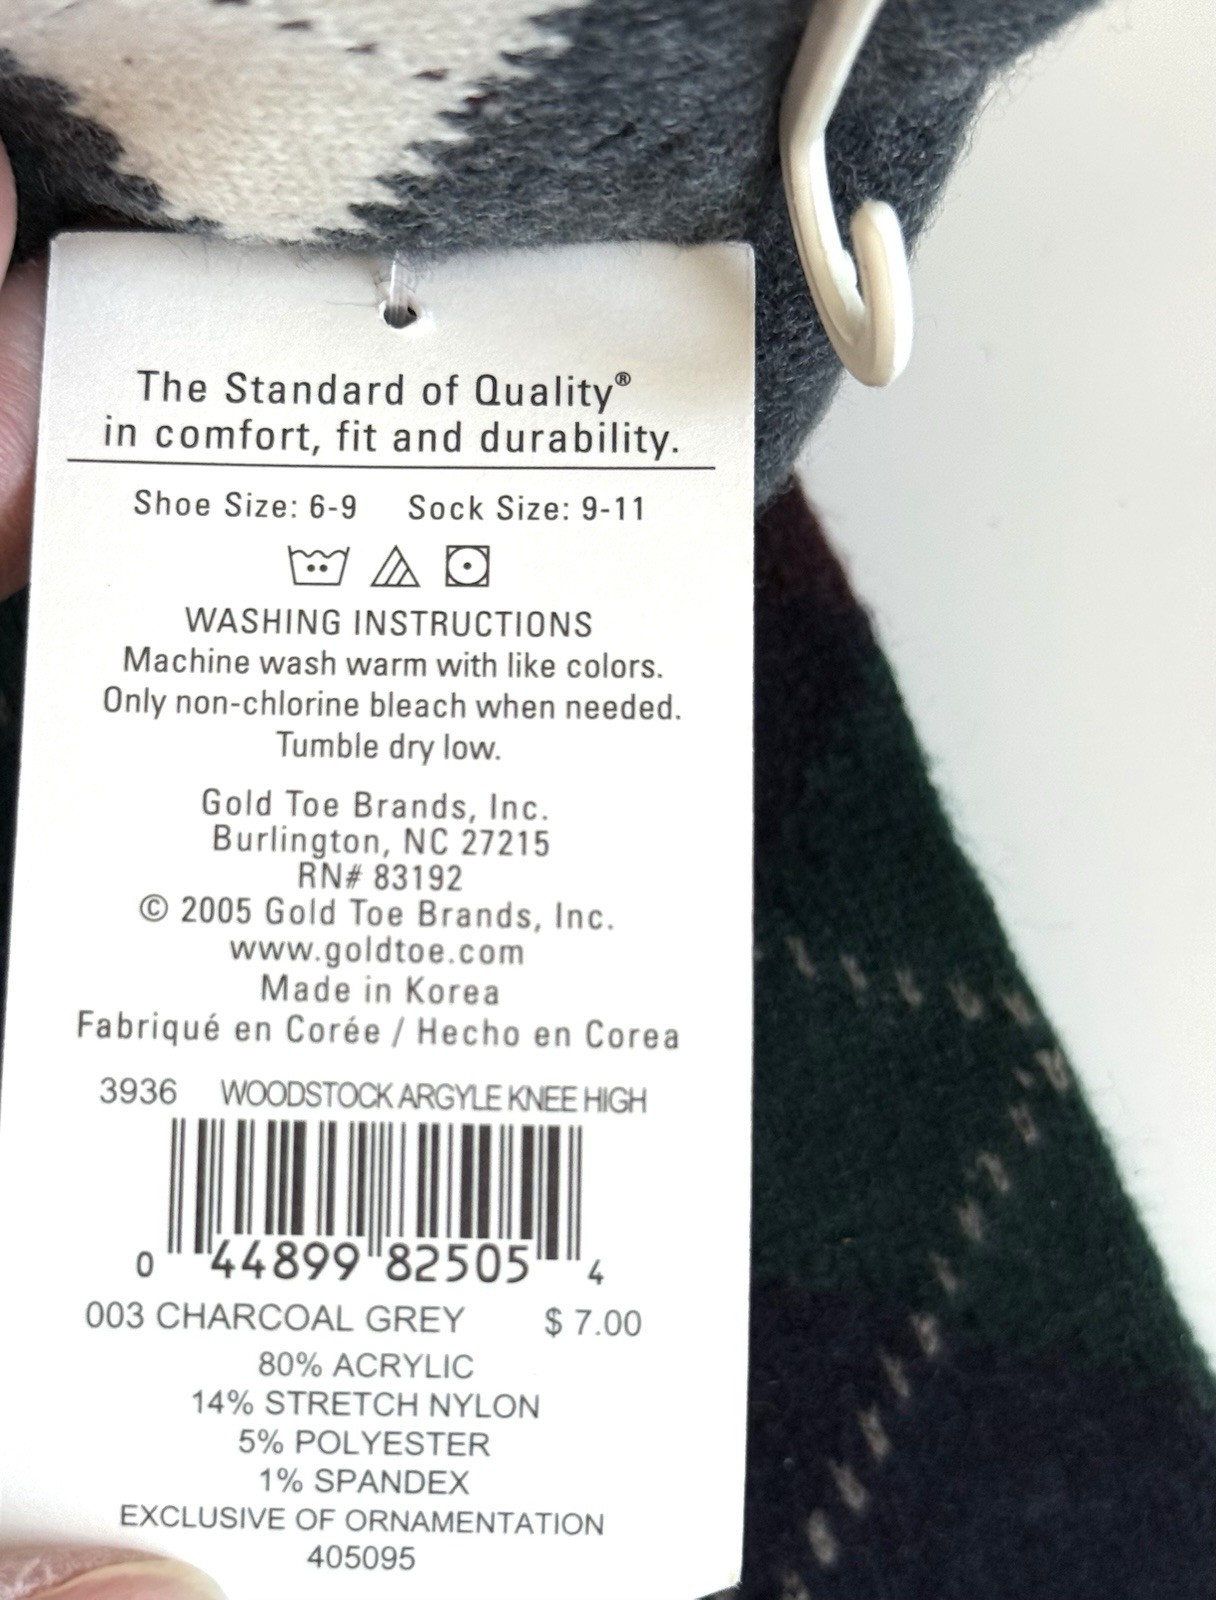 The Standard of Quality®
in comfort, fit and durability.
Shoe Size: 6-9 Sock Size: 9-11
WASHING INSTRUCTIONS
Machine wash warm with like colors.
Only non-chlorine bleach when needed.
Tumble dry low.
Gold Toe Brands, Inc.
Burlington, NC 27215
RN# 83192
© 2005 Gold Toe Brands, Inc.
www.goldtoe.com
Made in Korea
Fabriqué en Corée / Hecho en Corea
3936 WOODSTOCK ARGYLE KNEE HIGH
0 44899 82505 4
003 CHARCOAL GREY $ 7.00
80% ACRYLIC
14% STRETCH NYLON
5% POLYESTER
1% SPANDEX
EXCLUSIVE OF ORNAMENTATION
405095